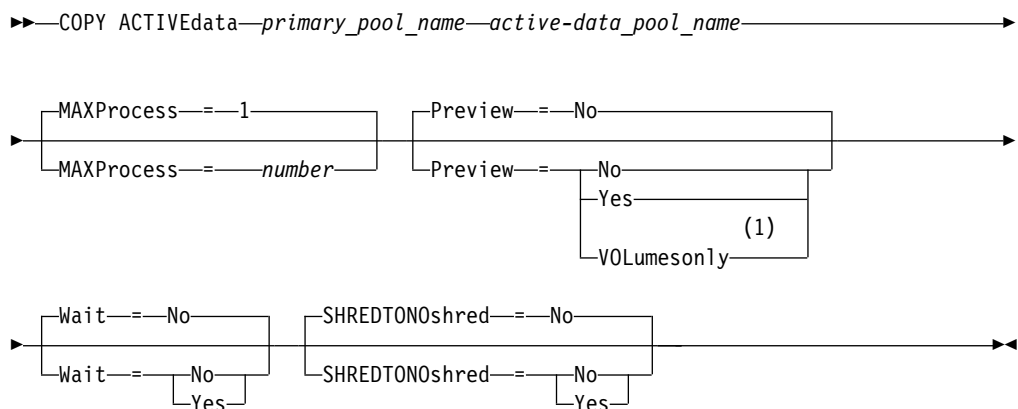 COPY ACTIVEdata primary_pool_name active-data_pool_name
MAXProcess = 1 Preview = No
MAXProcess = number Preview = No
Yes
(1)
VOLumesonly
Wait = No SHREDTONOshred = No
Wait = No SHREDTONOshred = No
Yes Yes